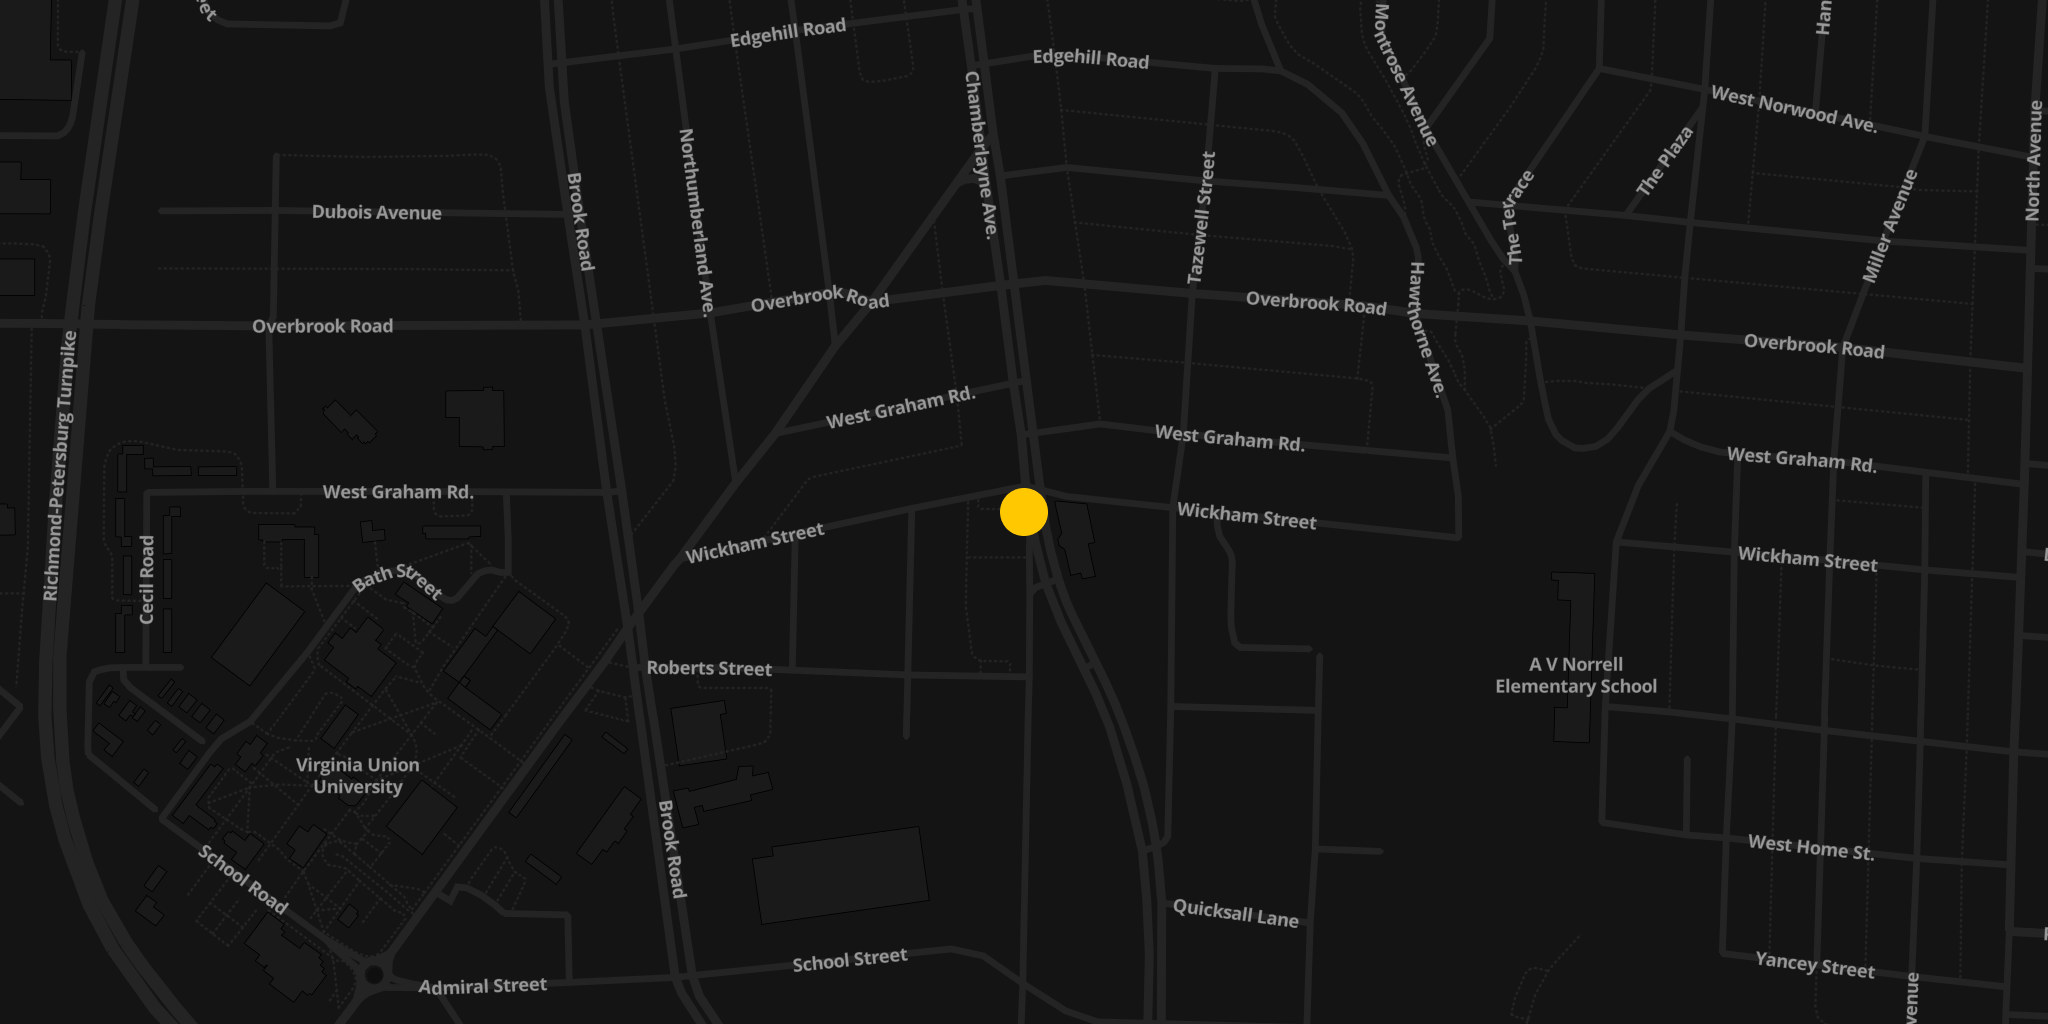 Edgehill Road
Edgehill Road
Montrose Avenue
Chamberlayne Ave.
West Norwood Ave.
North Avenue
The Plaza
Northumberland Ave.
Tazewell Street
Brook Road
The Terrace
Miller Avenue
Dubois Avenue
Hawthorne Ave.
Overbrook Road
Overbrook Road
Overbrook Road
Overbrook Road
Richmond-Petersburg Turnpike
West Graham Rd.
West Graham Rd.
West Graham Rd.
West Graham Rd.
Wickham Street
Wickham Street
Wickham Street
Cecil Road
Bath Street
Roberts Street
A V Norrell
Elementary School
Virginia Union
University
Brook Road
School Road
West Home St.
Quicksall Lane
School Street
Yancey Street
Admiral Street